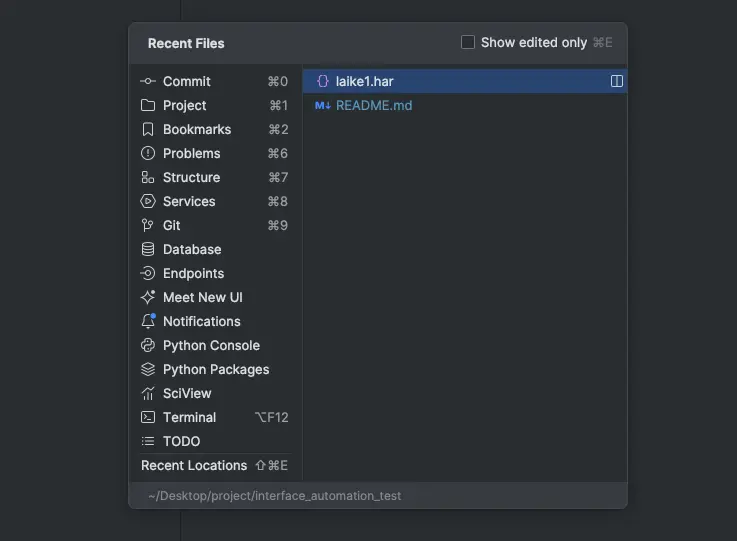 Recent Files
Show edited only ⌘E
Commit ⌘0
Project ⌘1
Bookmarks ⌘2
Problems ⌘6
Structure ⌘7
Services ⌘8
Git ⌘9
Database
Endpoints
Meet New UI
Notifications
Python Console
Python Packages
SciView
Terminal ⌥F12
TODO
Recent Locations ⇧⌘E
{} laike1.har
M↓ README.md
~/Desktop/project/interface_automation_test